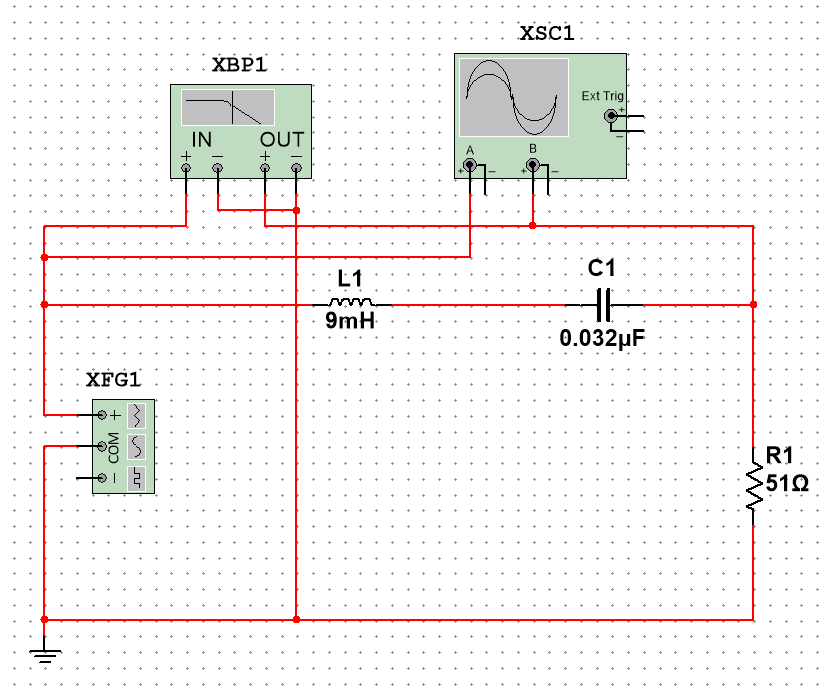 XSC1
XBP1
Ext Trig
+
−
IN OUT
+ − + −
A B
+ − + −
C1
L1
9mH
0.032µF
XFG1
+
COM
−
R1
51Ω